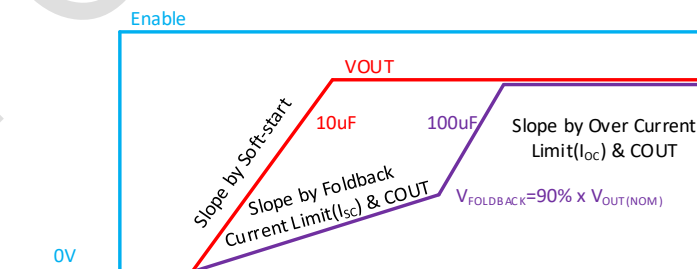 Enable
VOUT
10uF
100uF
Slope by Soft-start
Slope by Foldback
Current Limit(ISC) & COUT
Slope by Over Current
Limit(IOC) & COUT
VFOLDBACK=90% x VOUT(NOM)
0V